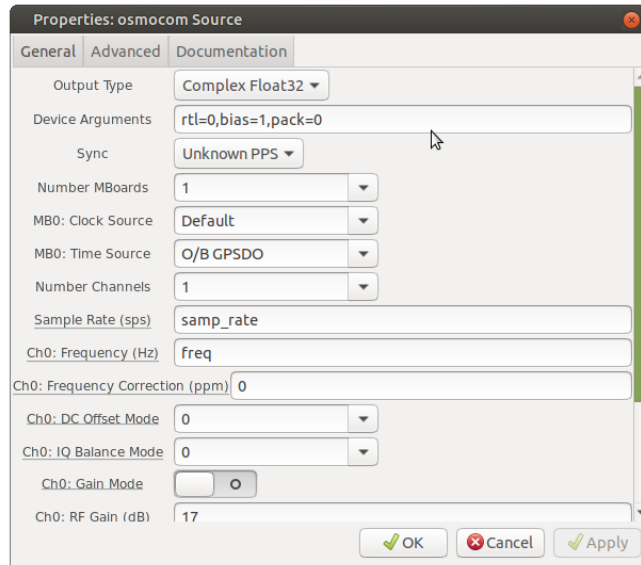 Properties: osmocom Source
General Advanced Documentation
Output Type Complex Float32
Device Arguments rtl=0,bias=1,pack=0
Sync Unknown PPS
Number MBoards 1
MB0: Clock Source Default
MB0: Time Source O/B GPSDO
Number Channels 1
Sample Rate (sps) samp_rate
Ch0: Frequency (Hz) freq
Ch0: Frequency Correction (ppm) 0
Ch0: DC Offset Mode 0
Ch0: IQ Balance Mode 0
Ch0: Gain Mode O
Ch0: RF Gain (dB) 17
OK Cancel Apply